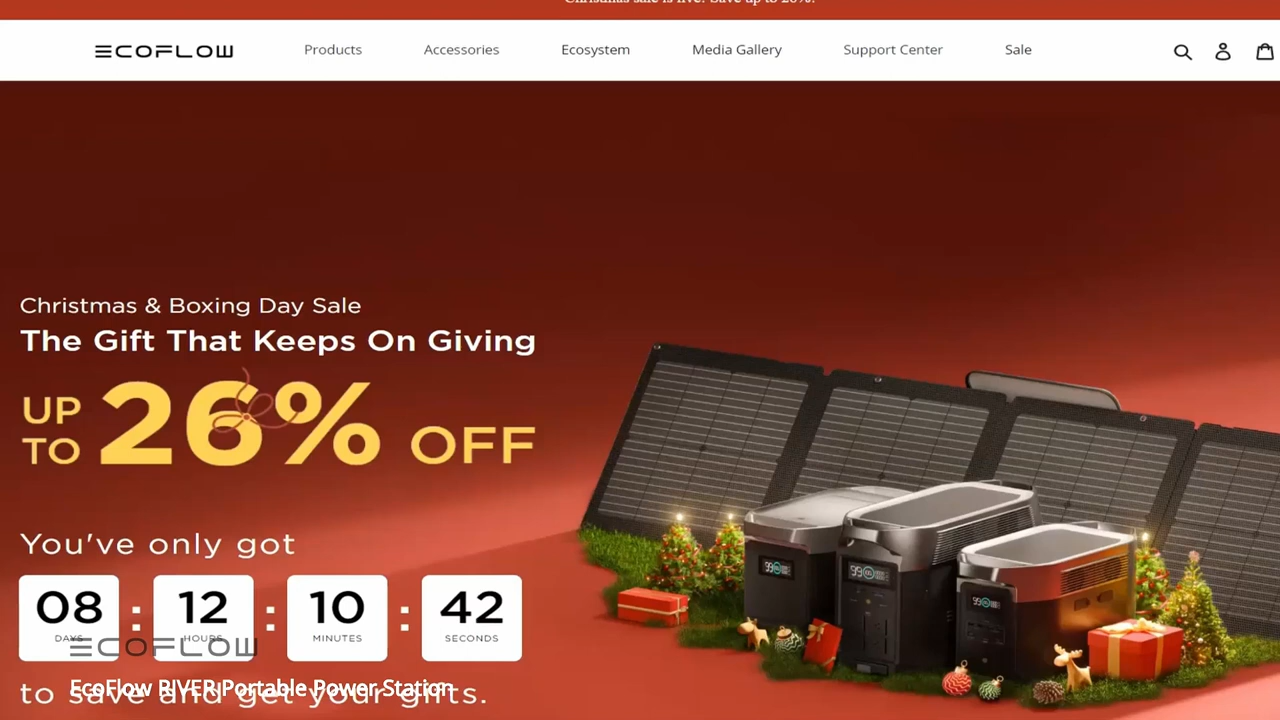 Christmas sale is live! Save up to 26%!
ECOFLOW
Products
Accessories
Ecosystem
Media Gallery
Support Center
Sale
Christmas & Boxing Day Sale
The Gift That Keeps On Giving
UP TO 26% OFF
You've only got
08 : 12 : 10 : 42
DAYS HOURS MINUTES SECONDS
ECOFLOW
to save and get your gifts.
EcoFlow RIVER Portable Power Station